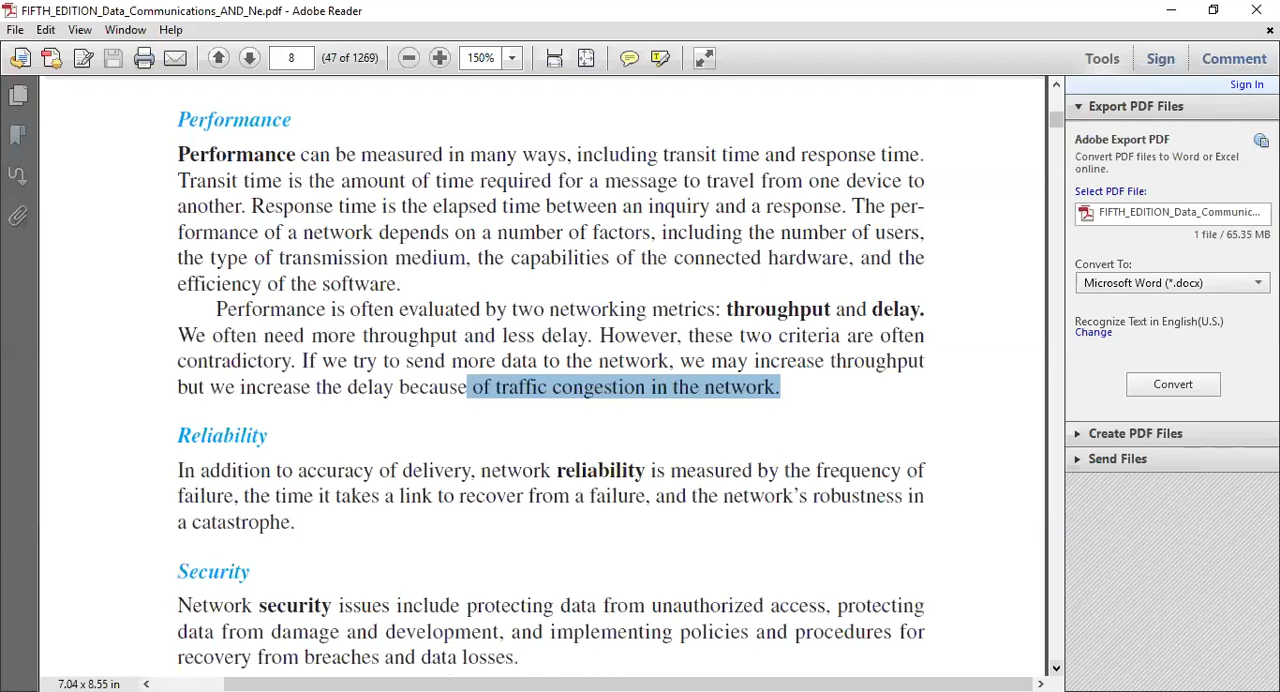 FIFTH_EDITION_Data_Communications_AND_Ne.pdf - Adobe Reader
File Edit View Window Help
8 (47 of 1269) 150% Tools Sign Comment
Sign In
Export PDF Files
Adobe Export PDF
Convert PDF files to Word or Excel
online.
Select PDF File:
FIFTH_EDITION_Data_Communic...
1 file / 65.35 MB
Convert To:
Microsoft Word (*.docx)
Recognize Text in English(U.S.)
Change
Convert
Create PDF Files
Send Files
Performance
Performance can be measured in many ways, including transit time and response time.
Transit time is the amount of time required for a message to travel from one device to
another. Response time is the elapsed time between an inquiry and a response. The per-
formance of a network depends on a number of factors, including the number of users,
the type of transmission medium, the capabilities of the connected hardware, and the
efficiency of the software.
Performance is often evaluated by two networking metrics: throughput and delay.
We often need more throughput and less delay. However, these two criteria are often
contradictory. If we try to send more data to the network, we may increase throughput
but we increase the delay because of traffic congestion in the network.
Reliability
In addition to accuracy of delivery, network reliability is measured by the frequency of
failure, the time it takes a link to recover from a failure, and the network's robustness in
a catastrophe.
Security
Network security issues include protecting data from unauthorized access, protecting
data from damage and development, and implementing policies and procedures for
recovery from breaches and data losses.
7.04 x 8.55 in